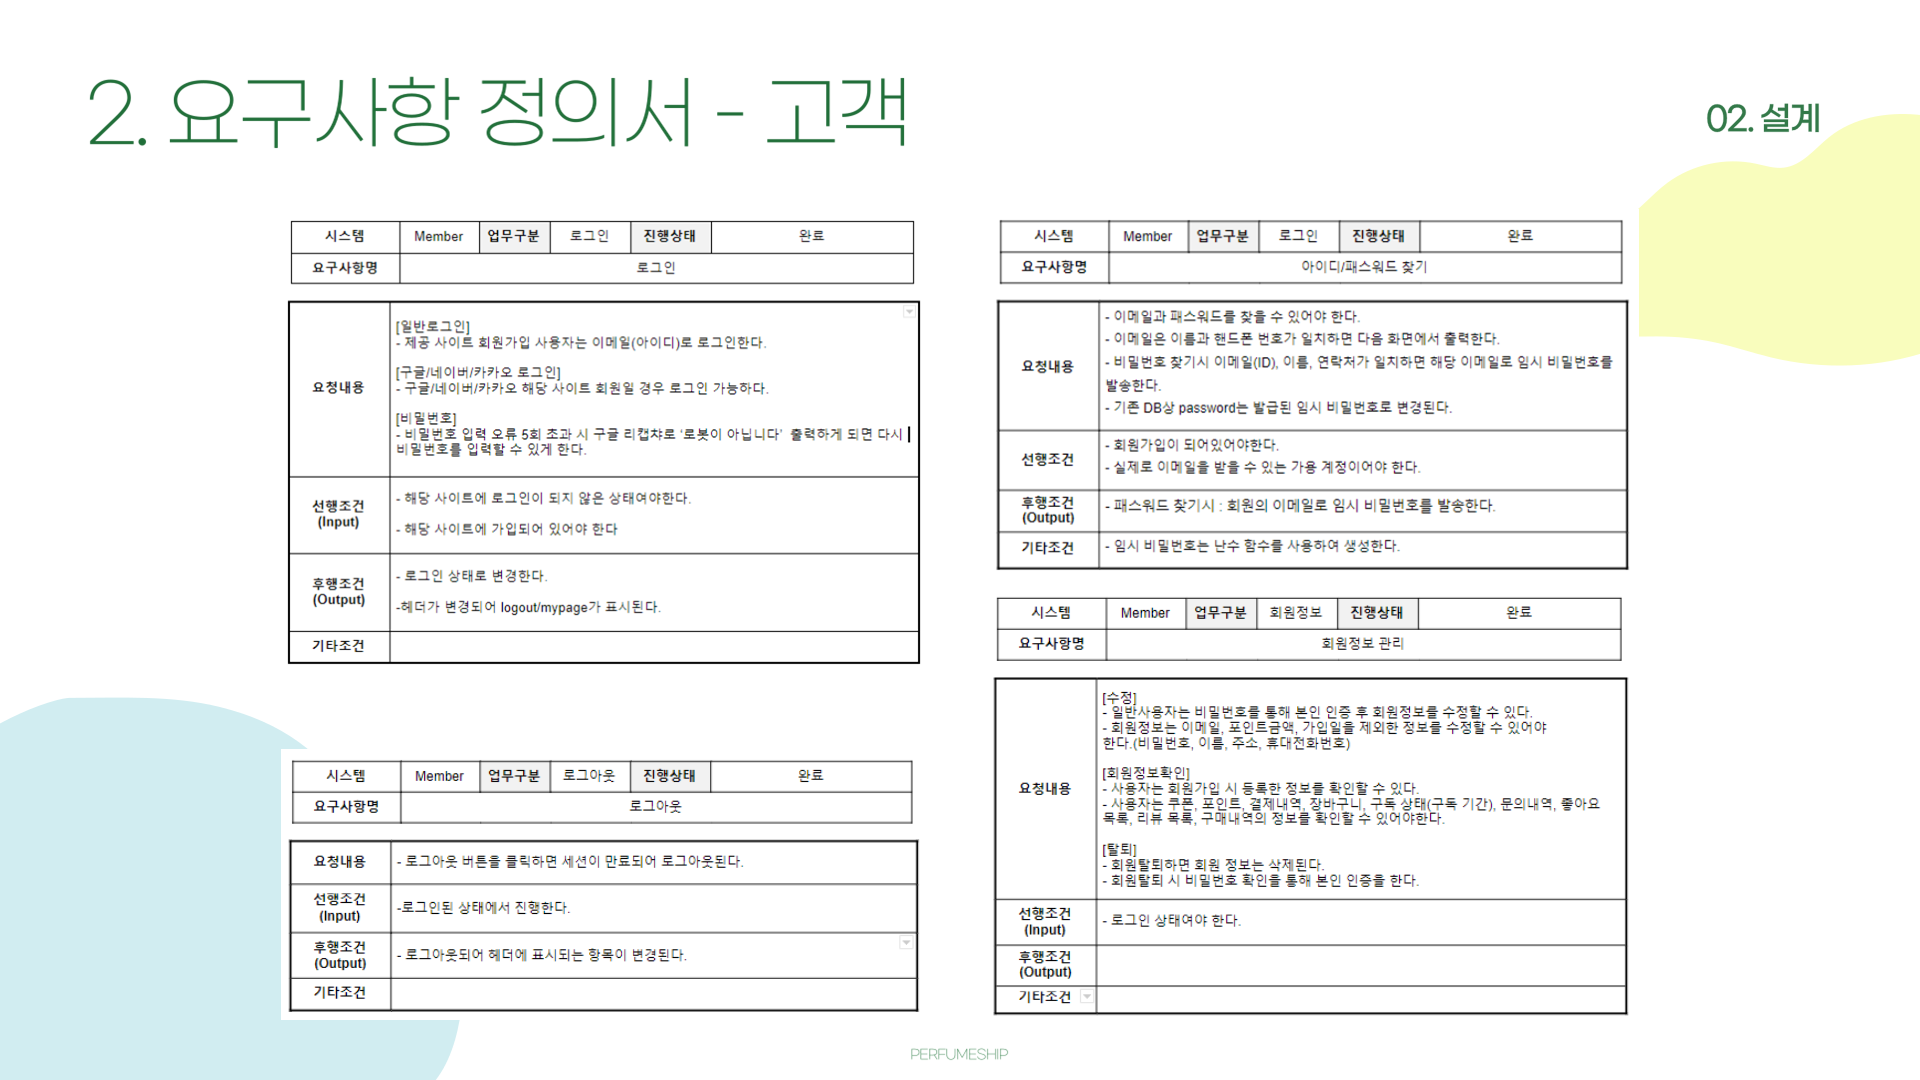 2. 요구사항 정의서 - 고객
02. 설계
시스템 Member 업무구분 로그인 진행상태 완료
요구사항명 로그인
요청내용
[일반로그인]
- 제공 사이트 회원가입 사용자는 이메일(아이디)로 로그인한다.
[구글/네이버/카카오 로그인]
- 구글/네이버/카카오 해당 사이트 회원일 경우 로그인 가능하다.
[비밀번호]
- 비밀번호 입력 오류 5회 초과 시 구글 리캡챠로 ‘로봇이 아닙니다’ 출력하게 되면 다시
비밀번호를 입력할 수 있게 한다.
선행조건
(Input)
- 해당 사이트에 로그인이 되지 않은 상태여야한다.
- 해당 사이트에 가입되어 있어야 한다
후행조건
(Output)
- 로그인 상태로 변경한다.
-헤더가 변경되어 logout/mypage가 표시된다.
기타조건
시스템 Member 업무구분 로그아웃 진행상태 완료
요구사항명 로그아웃
요청내용 - 로그아웃 버튼을 클릭하면 세션이 만료되어 로그아웃된다.
선행조건
(Input)
-로그인된 상태에서 진행한다.
후행조건
(Output)
- 로그아웃되어 헤더에 표시되는 항목이 변경된다.
기타조건
시스템 Member 업무구분 로그인 진행상태 완료
요구사항명 아이디/패스워드 찾기
요청내용
- 이메일과 패스워드를 찾을 수 있어야 한다.
- 이메일은 이름과 핸드폰 번호가 일치하면 다음 화면에서 출력한다.
- 비밀번호 찾기시 이메일(ID), 이름, 연락처가 일치하면 해당 이메일로 임시 비밀번호를
발송한다.
- 기존 DB상 password는 발급된 임시 비밀번호로 변경된다.
선행조건
- 회원가입이 되어있어야한다.
- 실제로 이메일을 받을 수 있는 가용 계정이어야 한다.
후행조건
(Output)
- 패스워드 찾기시 : 회원의 이메일로 임시 비밀번호를 발송한다.
기타조건 - 임시 비밀번호는 난수 함수를 사용하여 생성한다.
시스템 Member 업무구분 회원정보 진행상태 완료
요구사항명 회원정보 관리
요청내용
[수정]
- 일반사용자는 비밀번호를 통해 본인 인증 후 회원정보를 수정할 수 있다.
- 회원정보는 이메일, 포인트금액, 가입일을 제외한 정보를 수정할 수 있어야
한다.(비밀번호, 이름, 주소, 휴대전화번호)
[회원정보확인]
- 사용자는 회원가입 시 등록한 정보를 확인할 수 있다.
- 사용자는 쿠폰, 포인트, 결제내역, 장바구니, 구독 상태(구독 기간), 문의내역, 좋아요
목록, 리뷰 목록, 구매내역의 정보를 확인할 수 있어야한다.
[탈퇴]
- 회원탈퇴하면 회원 정보는 삭제된다.
- 회원탈퇴 시 비밀번호 확인을 통해 본인 인증을 한다.
선행조건
(Input)
- 로그인 상태여야 한다.
후행조건
(Output)
기타조건
PERFUMESHIP